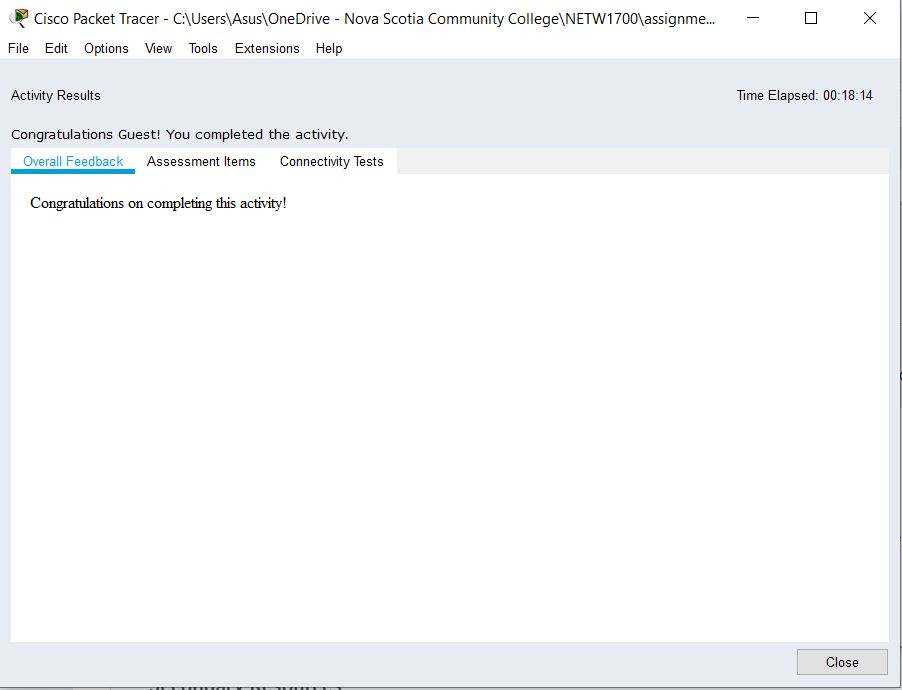 Cisco Packet Tracer - C:\Users\Asus\OneDrive - Nova Scotia Community College\NETW1700\assignme...
File Edit Options View Tools Extensions Help
Activity Results Time Elapsed: 00:18:14
Congratulations Guest! You completed the activity.
Overall Feedback Assessment Items Connectivity Tests
Congratulations on completing this activity!
Close
Secondary Resources